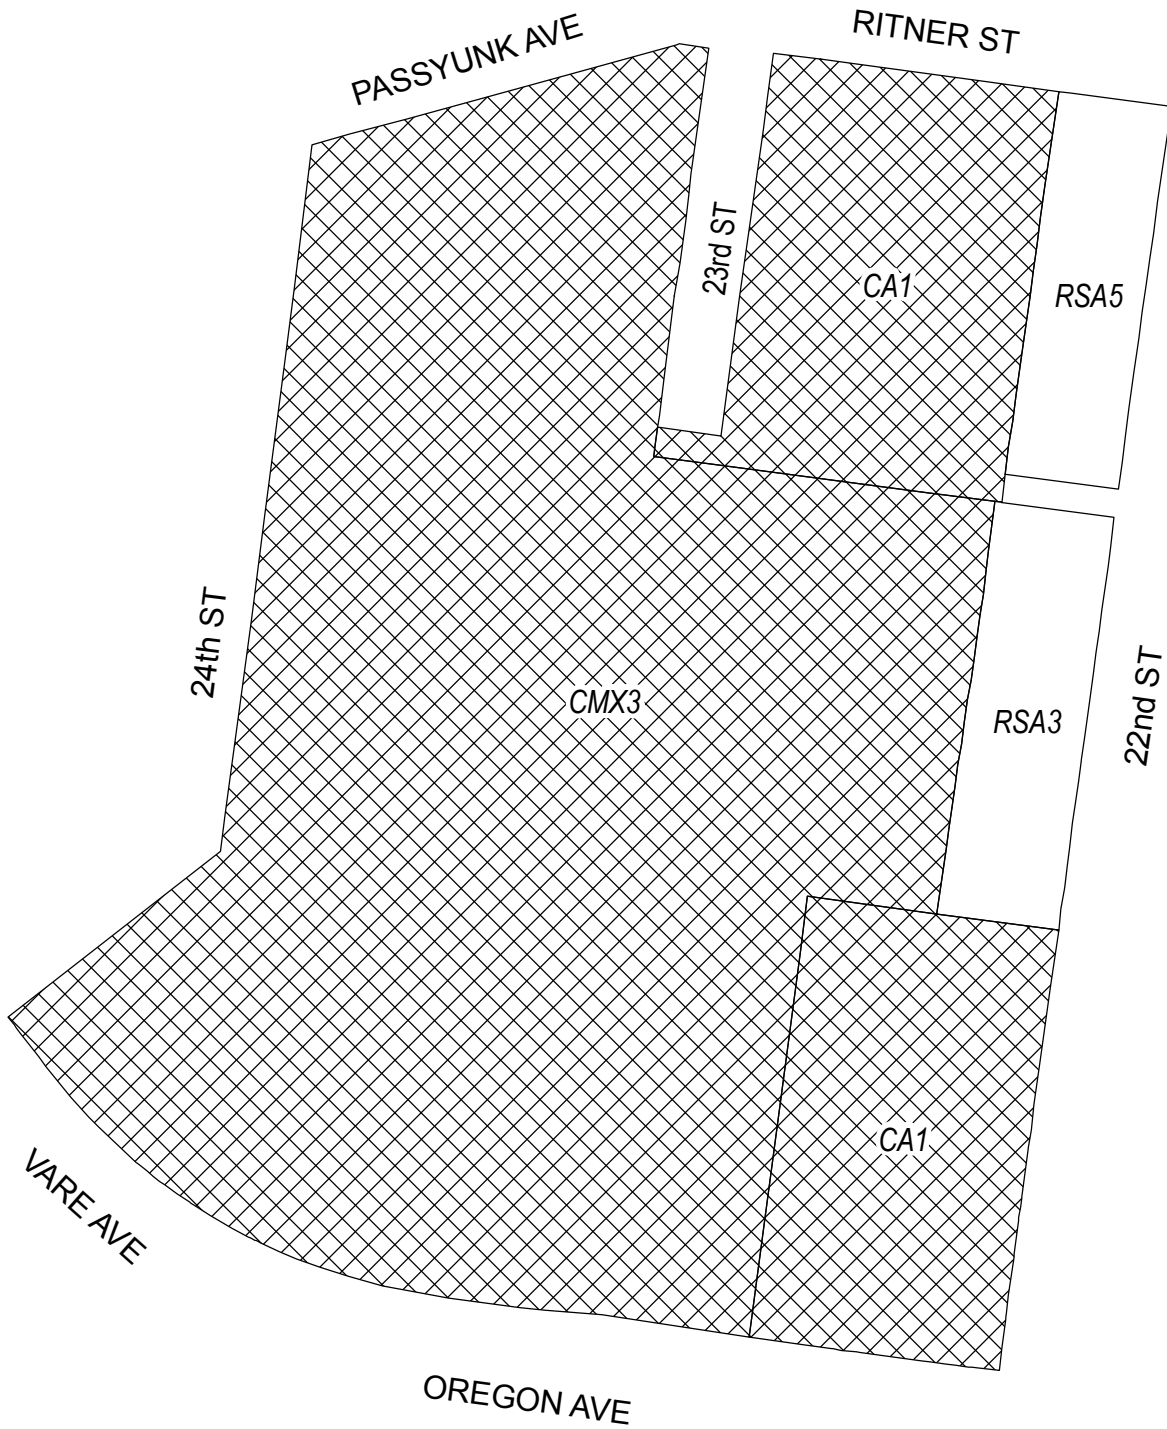 PASSYUNK AVE
RITNER ST
23rd ST
CA1
RSA5
24th ST
CMX3
RSA3
22nd ST
CA1
VARE AVE
OREGON AVE